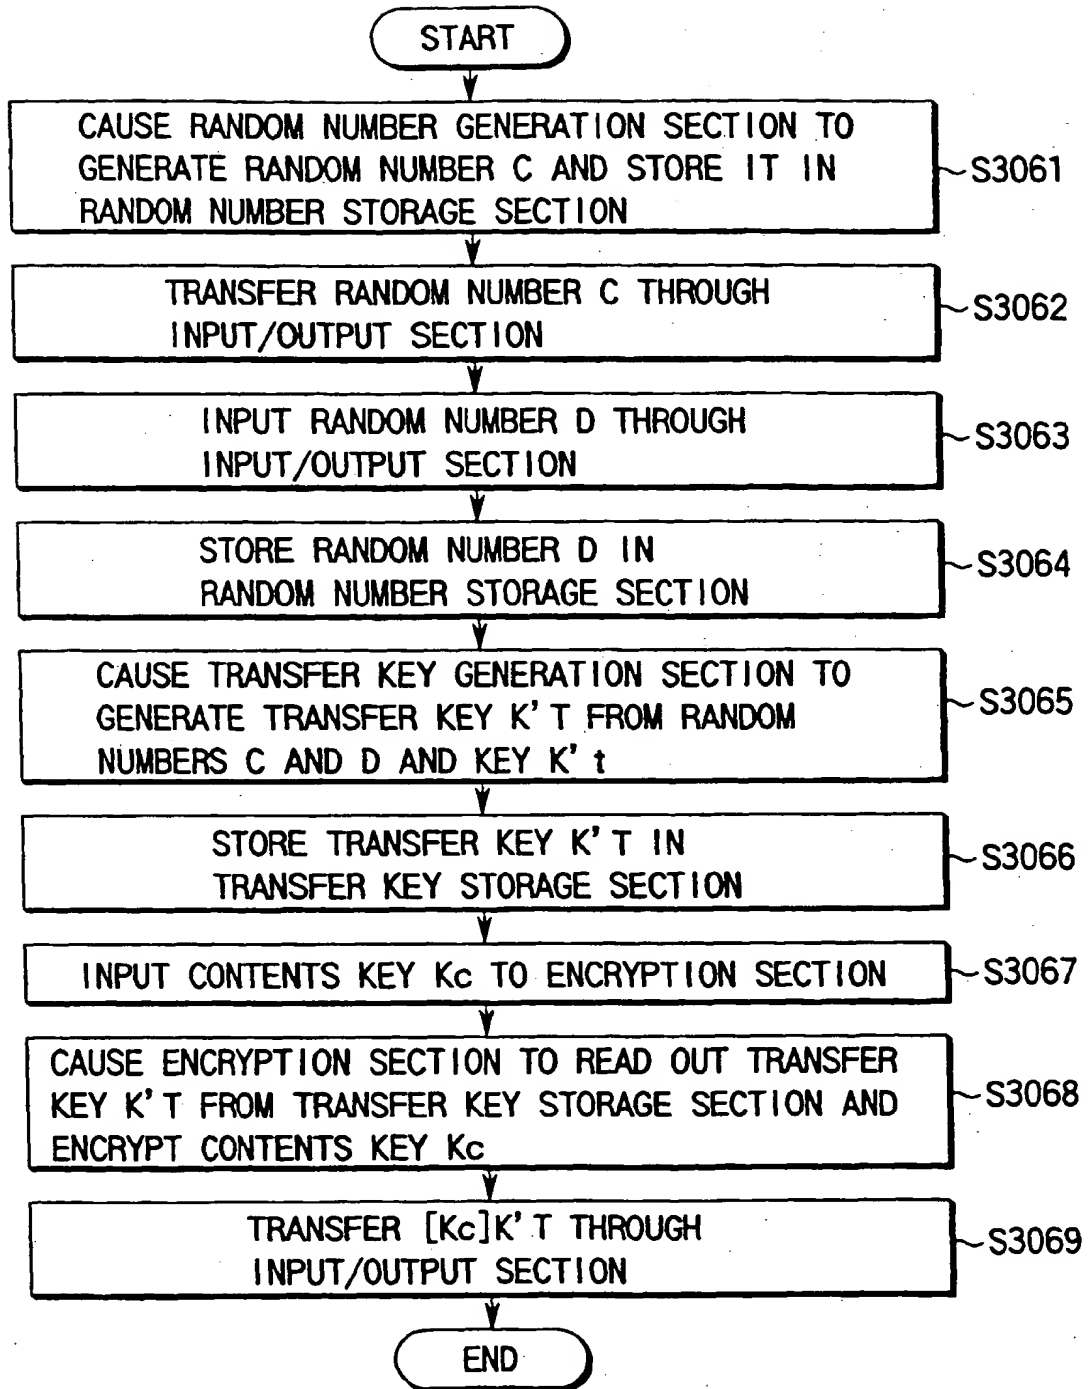 START
CAUSE RANDOM NUMBER GENERATION SECTION TO
GENERATE RANDOM NUMBER C AND STORE IT IN
RANDOM NUMBER STORAGE SECTION
S3061
TRANSFER RANDOM NUMBER C THROUGH
INPUT/OUTPUT SECTION
S3062
INPUT RANDOM NUMBER D THROUGH
INPUT/OUTPUT SECTION
S3063
STORE RANDOM NUMBER D IN
RANDOM NUMBER STORAGE SECTION
S3064
CAUSE TRANSFER KEY GENERATION SECTION TO
GENERATE TRANSFER KEY K'T FROM RANDOM
NUMBERS C AND D AND KEY K't
S3065
STORE TRANSFER KEY K'T IN
TRANSFER KEY STORAGE SECTION
S3066
INPUT CONTENTS KEY Kc TO ENCRYPTION SECTION
S3067
CAUSE ENCRYPTION SECTION TO READ OUT TRANSFER
KEY K'T FROM TRANSFER KEY STORAGE SECTION AND
ENCRYPT CONTENTS KEY Kc
S3068
TRANSFER [Kc]K'T THROUGH
INPUT/OUTPUT SECTION
S3069
END